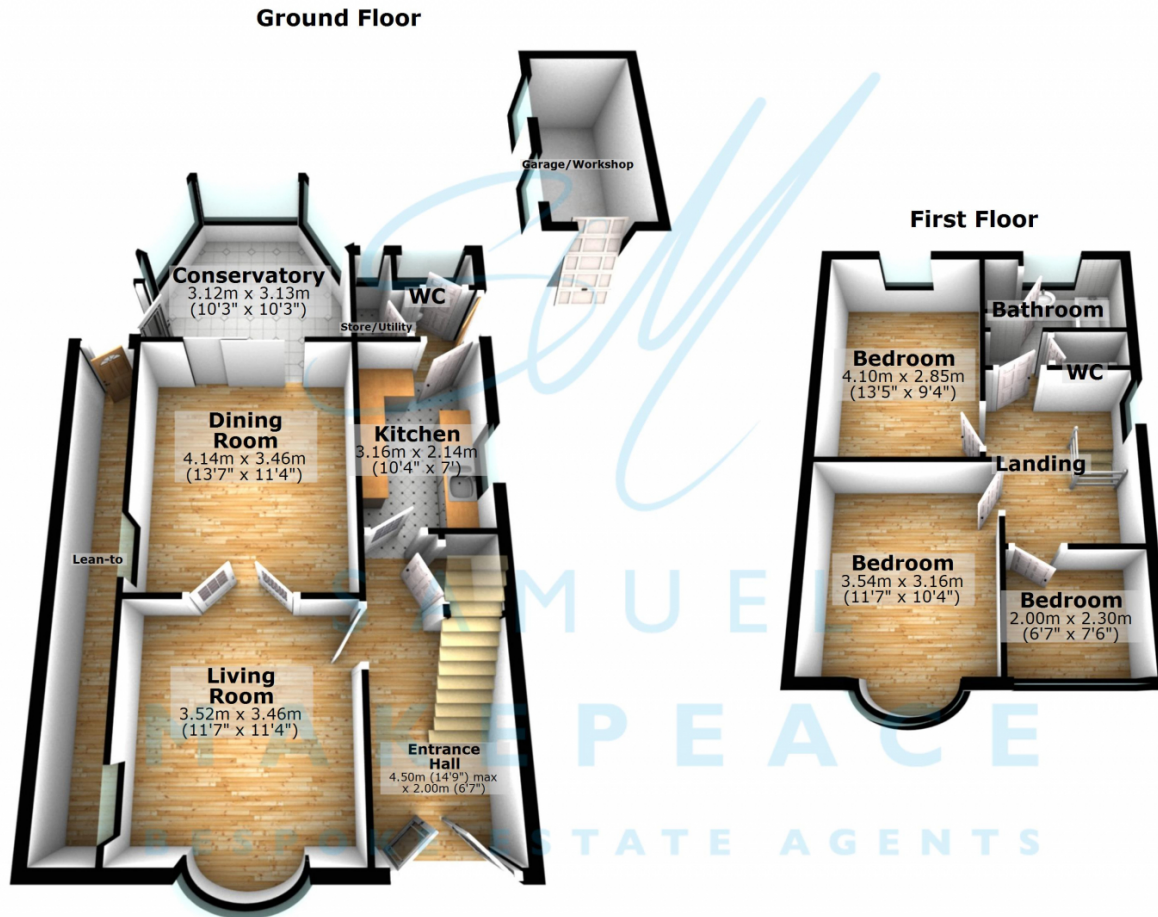 Ground Floor
Garage/Workshop
Conservatory
3.12m x 3.13m
(10'3" x 10'3")
WC
Store/Utility
Dining
Room
4.14m x 3.46m
(13'7" x 11'4")
Kitchen
3.16m x 2.14m
(10'4" x 7')
Lean-to
Living
Room
3.52m x 3.46m
(11'7" x 11'4")
Entrance
Hall
4.50m (14'9") max
x 2.00m (6'7")
First Floor
Bathroom
Bedroom
4.10m x 2.85m
(13'5" x 9'4")
WC
Landing
Bedroom
3.54m x 3.16m
(11'7" x 10'4")
Bedroom
2.00m x 2.30m
(6'7" x 7'6")
SM
SAMUEL
MAKEPEACE
BESPOKE ESTATE AGENTS